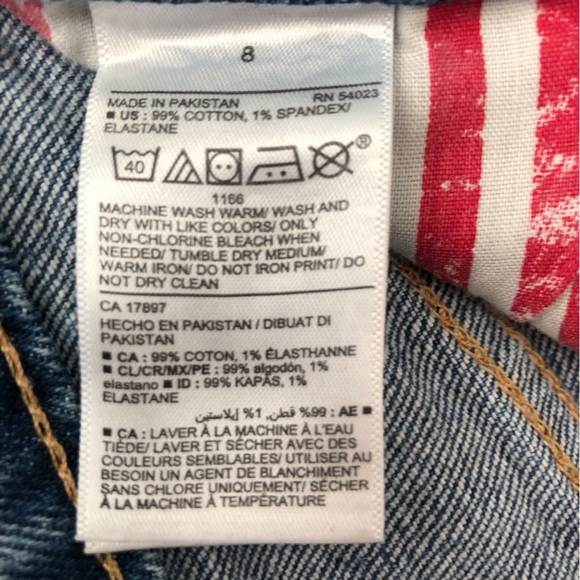 8
MADE IN PAKISTAN RN 54023
■ US : 99% COTTON, 1% SPANDEX/
ELASTANE
40 ®
1166
MACHINE WASH WARM/ WASH AND
DRY WITH LIKE COLORS/ ONLY
NON-CHLORINE BLEACH WHEN
NEEDED/ TUMBLE DRY MEDIUM/
WARM IRON/ DO NOT IRON PRINT/ DO
NOT DRY CLEAN
CA 17897
HECHO EN PAKISTAN / DIBUAT DI
PAKISTAN
■ CA : 99% COTON, 1% ÉLASTHANNE
■ CL/CR/MX/PE : 99% algodón, 1%
elastano ■ ID : 99% KAPAS, 1%
ELASTANE
■ AE : 99% قطن, 1% إيلاستين
■ CA : LAVER À LA MACHINE À L'EAU
TIÈDE/ LAVER ET SÉCHER AVEC DES
COULEURS SEMBLABLES/ UTILISER AU
BESOIN UN AGENT DE BLANCHIMENT
SANS CHLORE UNIQUEMENT/ SÉCHER
À LA MACHINE À TEMPÉRATURE